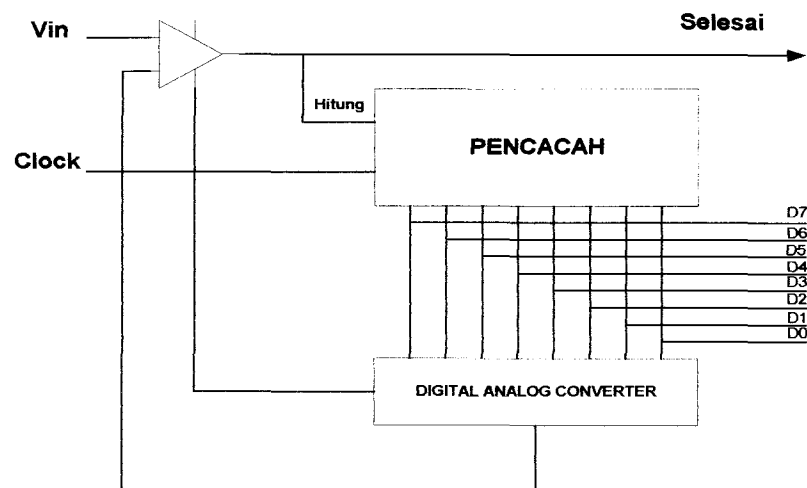 Vin
Selesai
Hitung
PENCACAH
Clock
D7
D6
D5
D4
D3
D2
D1
D0
DIGITAL ANALOG CONVERTER